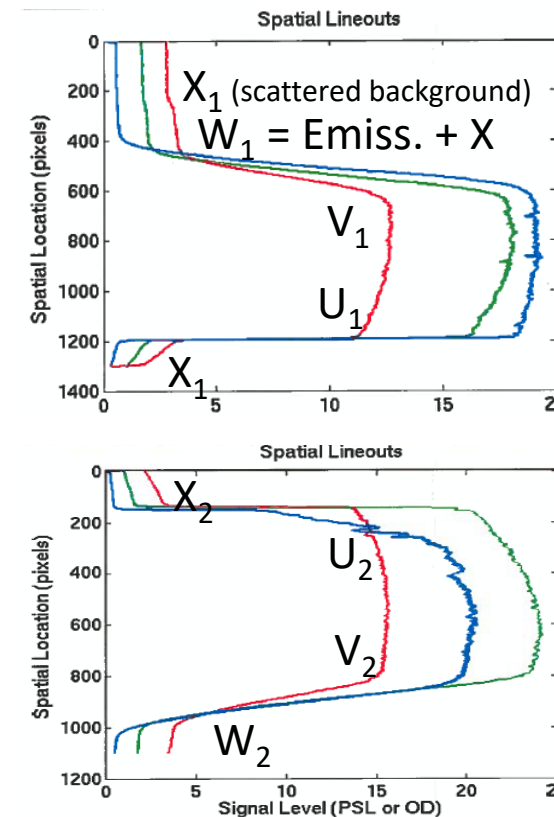 Spatial Lineouts
0
200
400
600
800
1000
1200
1400
Spatial Location (pixels)
X₁ (scattered background)
W₁ = Emiss. + X
V₁
U₁
X₁
0 5 10 15 2
Spatial Lineouts
0
200
400
600
800
1000
1200
Spatial Location (pixels)
X₂
U₂
V₂
W₂
0 5 10 15 20 2
Signal Level (PSL or OD)